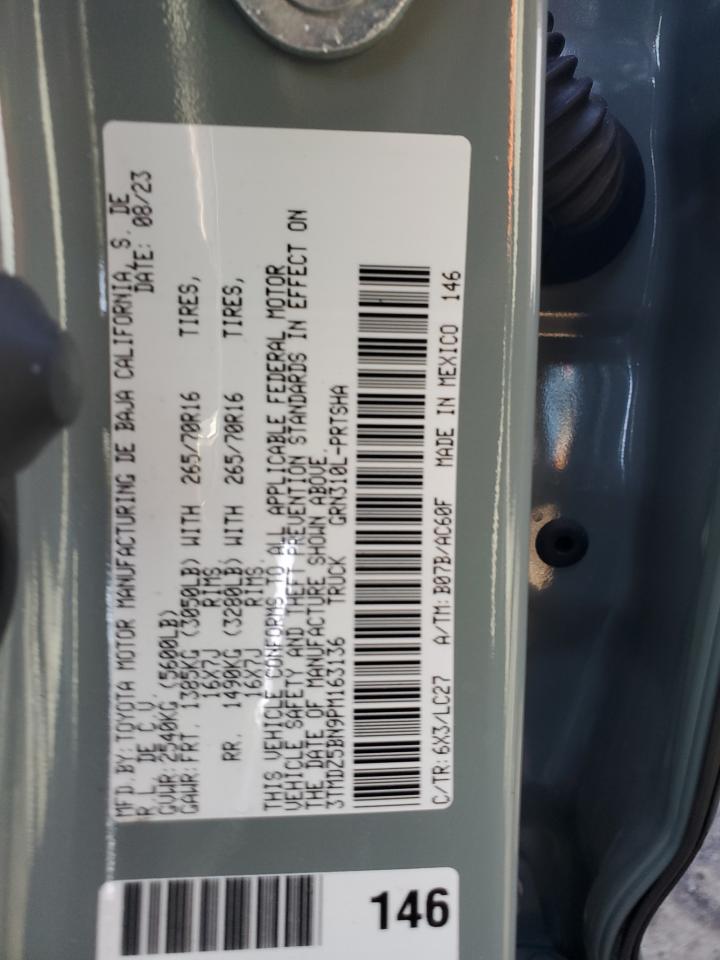 MFD.BY: TOYOTA MOTOR MANUFACTURING DE BAJA CALIFORNIA, S. DE
R.L. DE C.V. DATE: 08/23
GVWR: 2540KG (5600LB)
GAWR: FRT. 1385KG (3050LB) WITH 265/70R16 TIRES,
16X7J RIMS
RR. 1490KG (3280LB) WITH 265/70R16 TIRES,
16X7J RIMS
THIS VEHICLE CONFORMS TO ALL APPLICABLE FEDERAL MOTOR
VEHICLE SAFETY AND THEFT PREVENTION STANDARDS IN EFFECT ON
THE DATE OF MANUFACTURE SHOWN ABOVE.
3TMDZ5BN9PM163136 TRUCK GRN310L-PRTSHA
C/TR: 6X3/LC27 A/TM: B07B/AC60F MADE IN MEXICO 146
146